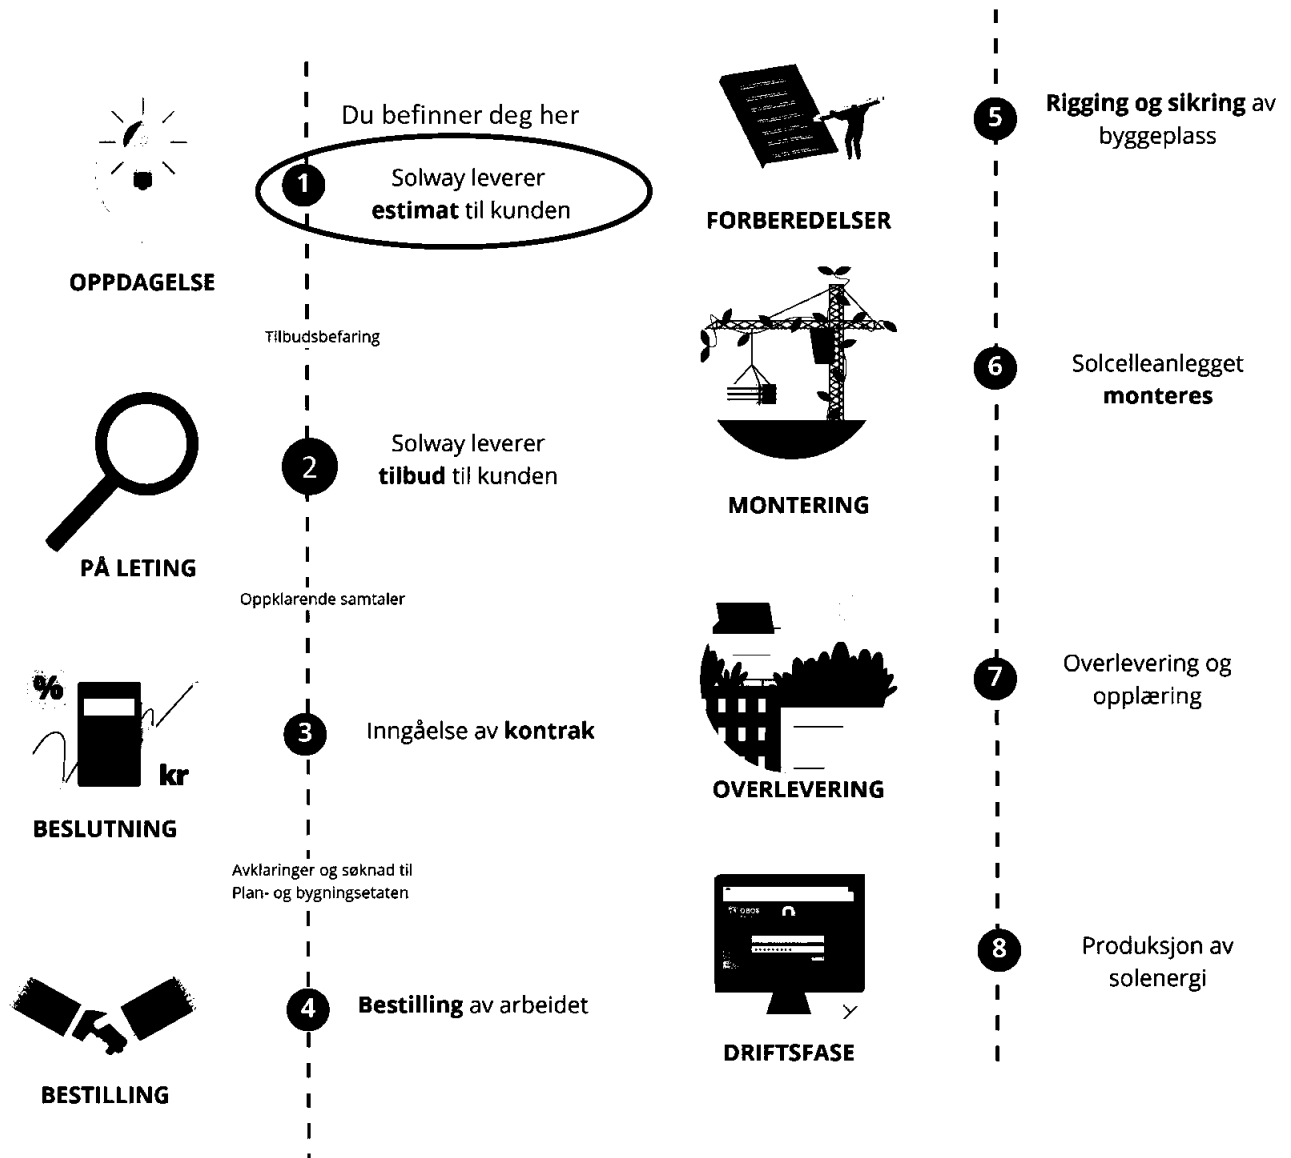 Du befinner deg her
1
Solway leverer
estimat til kunden
OPPDAGELSE
Tilbudsbefaring
2
Solway leverer
tilbud til kunden
PÅ LETING
Oppklarende samtaler
%
kr
3
Inngåelse av kontrak
BESLUTNING
Avklaringer og søknad til
Plan- og bygningsetaten
4
Bestilling av arbeidet
BESTILLING
5
Rigging og sikring av
byggeplass
FORBEREDELSER
6
Solcelleanlegget
monteres
MONTERING
7
Overlevering og
opplæring
OVERLEVERING
OBOS
8
Produksjon av
solenergi
DRIFTSFASE